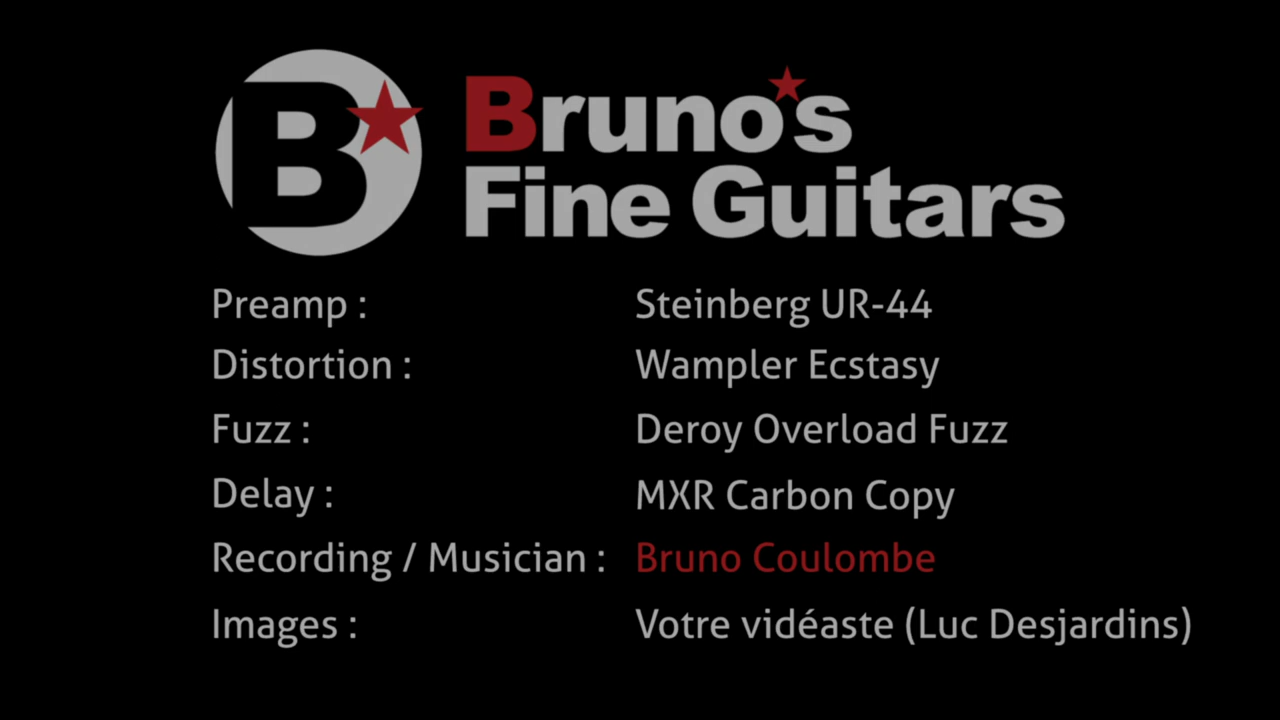 B
Bruno's
Fine Guitars
Preamp : Steinberg UR-44
Distortion : Wampler Ecstasy
Fuzz : Deroy Overload Fuzz
Delay : MXR Carbon Copy
Recording / Musician : Bruno Coulombe
Images : Votre vidéaste (Luc Desjardins)